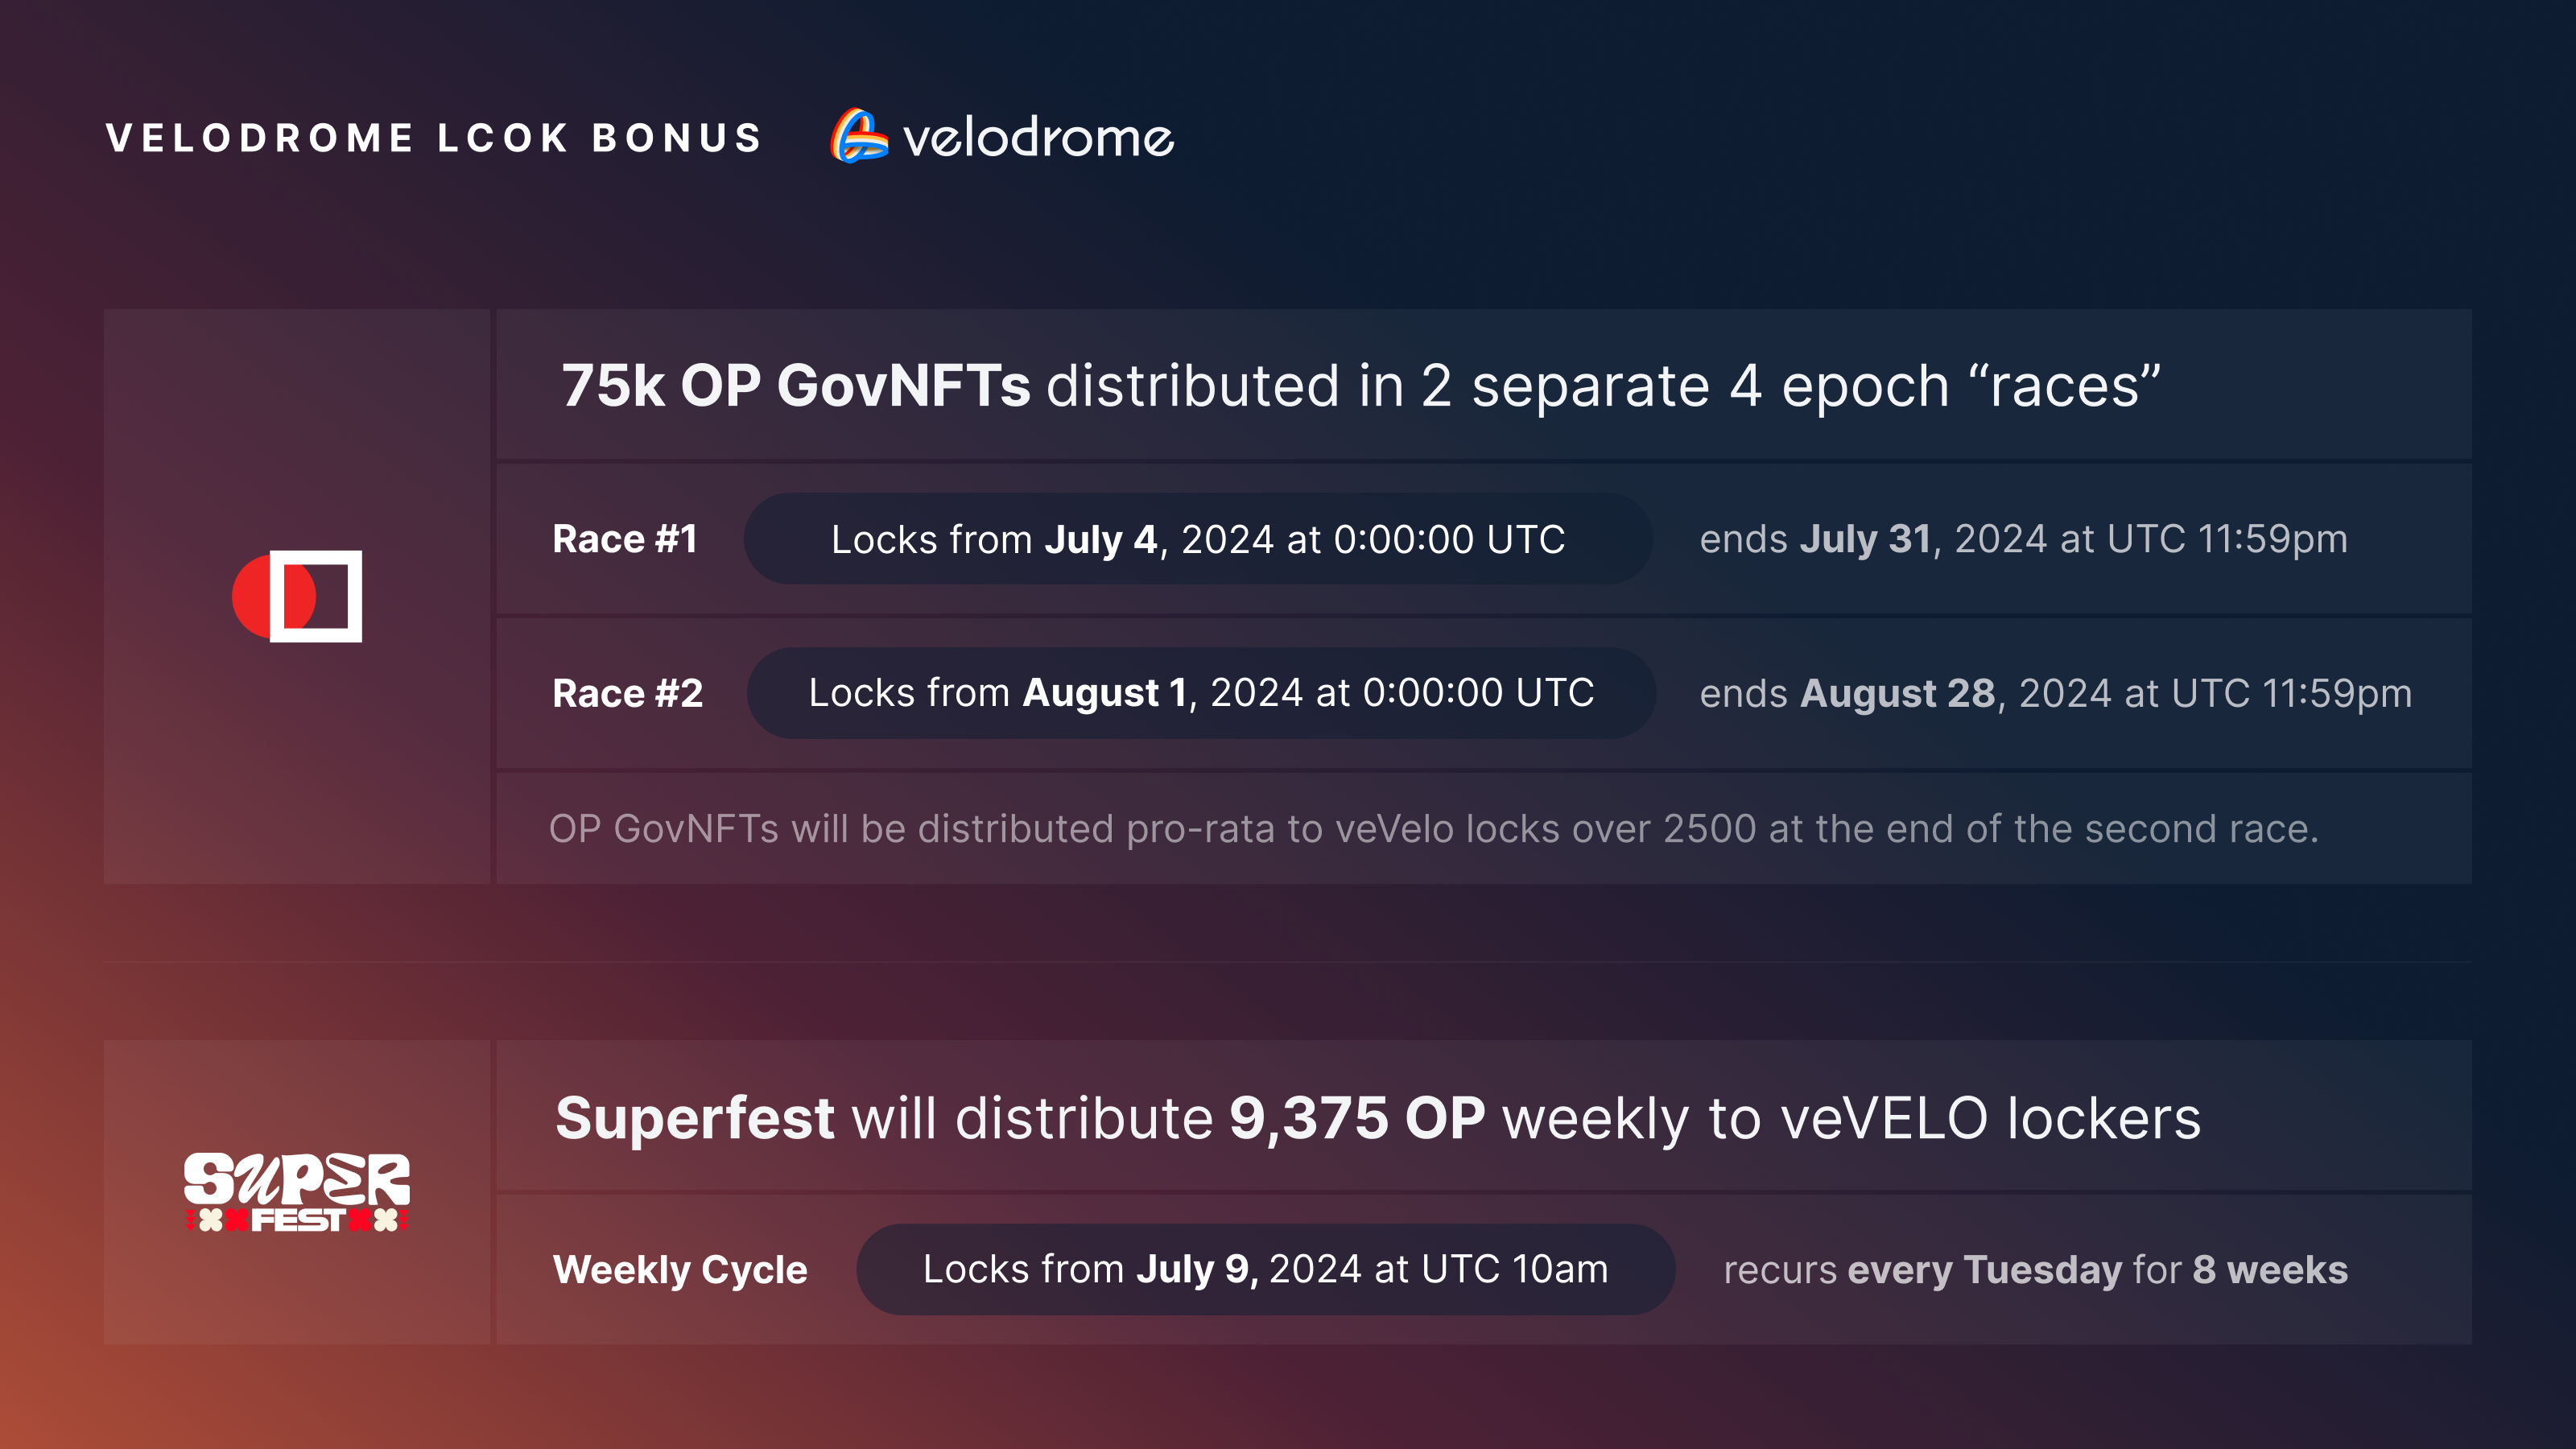 VELODROME LCOK BONUS velodrome
75k OP GovNFTs distributed in 2 separate 4 epoch “races”
Race #1 Locks from July 4, 2024 at 0:00:00 UTC ends July 31, 2024 at UTC 11:59pm
Race #2 Locks from August 1, 2024 at 0:00:00 UTC ends August 28, 2024 at UTC 11:59pm
OP GovNFTs will be distributed pro-rata to veVelo locks over 2500 at the end of the second race.
SUPER
FEST
Superfest will distribute 9,375 OP weekly to veVELO lockers
Weekly Cycle Locks from July 9, 2024 at UTC 10am recurs every Tuesday for 8 weeks